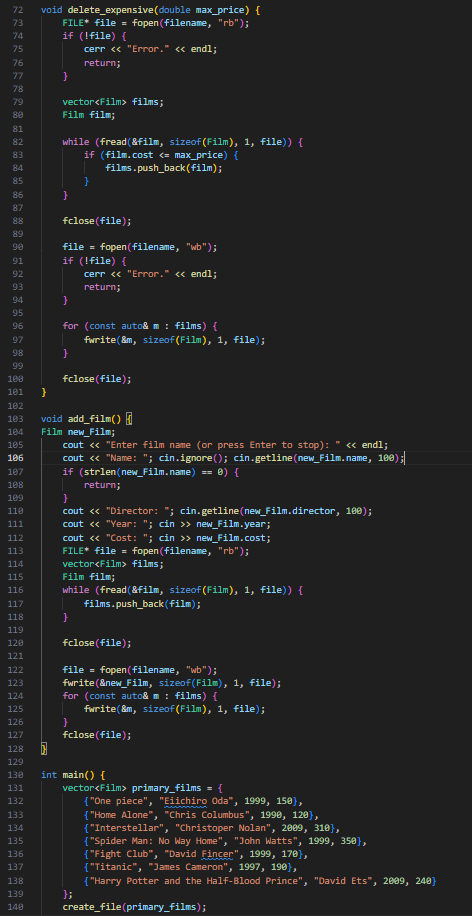 72 void delete_expensive(double max_price) {
73 FILE* file = fopen(filename, "rb");
74 if (!file) {
75 cerr << "Error." << endl;
76 return;
77 }
78
79 vector<Film> films;
80 Film film;
81
82 while (fread(&film, sizeof(Film), 1, file)) {
83 if (film.cost <= max_price) {
84 films.push_back(film);
85 }
86 }
87
88 fclose(file);
89
90 file = fopen(filename, "wb");
91 if (!file) {
92 cerr << "Error." << endl;
93 return;
94 }
95
96 for (const auto& m : films) {
97 fwrite(&m, sizeof(Film), 1, file);
98 }
99
100 fclose(file);
101 }
102
103 void add_film() {
104 Film new_Film;
105 cout << "Enter film name (or press Enter to stop): " << endl;
106 cout << "Name: "; cin.ignore(); cin.getline(new_Film.name, 100);
107 if (strlen(new_Film.name) == 0) {
108 return;
109 }
110 cout << "Director: "; cin.getline(new_Film.director, 100);
111 cout << "Year: "; cin >> new_Film.year;
112 cout << "Cost: "; cin >> new_Film.cost;
113 FILE* file = fopen(filename, "rb");
114 vector<Film> films;
115 Film film;
116 while (fread(&film, sizeof(Film), 1, file)) {
117 films.push_back(film);
118 }
119
120 fclose(file);
121
122 file = fopen(filename, "wb");
123 fwrite(&new_Film, sizeof(Film), 1, file);
124 for (const auto& m : films) {
125 fwrite(&m, sizeof(Film), 1, file);
126 }
127 fclose(file);
128 }
129
130 int main() {
131 vector<Film> primary_films = {
132 {"One piece", "Eiichiro Oda", 1999, 150},
133 {"Home Alone", "Chris Columbus", 1990, 120},
134 {"Interstellar", "Christoper Nolan", 2009, 310},
135 {"Spider Man: No Way Home", "John Watts", 1999, 350},
136 {"Fight Club", "David Fincer", 1999, 170},
137 {"Titanic", "James Cameron", 1997, 190},
138 {"Harry Potter and the Half-Blood Prince", "David Ets", 2009, 240}
139 };
140 create_file(primary_films);